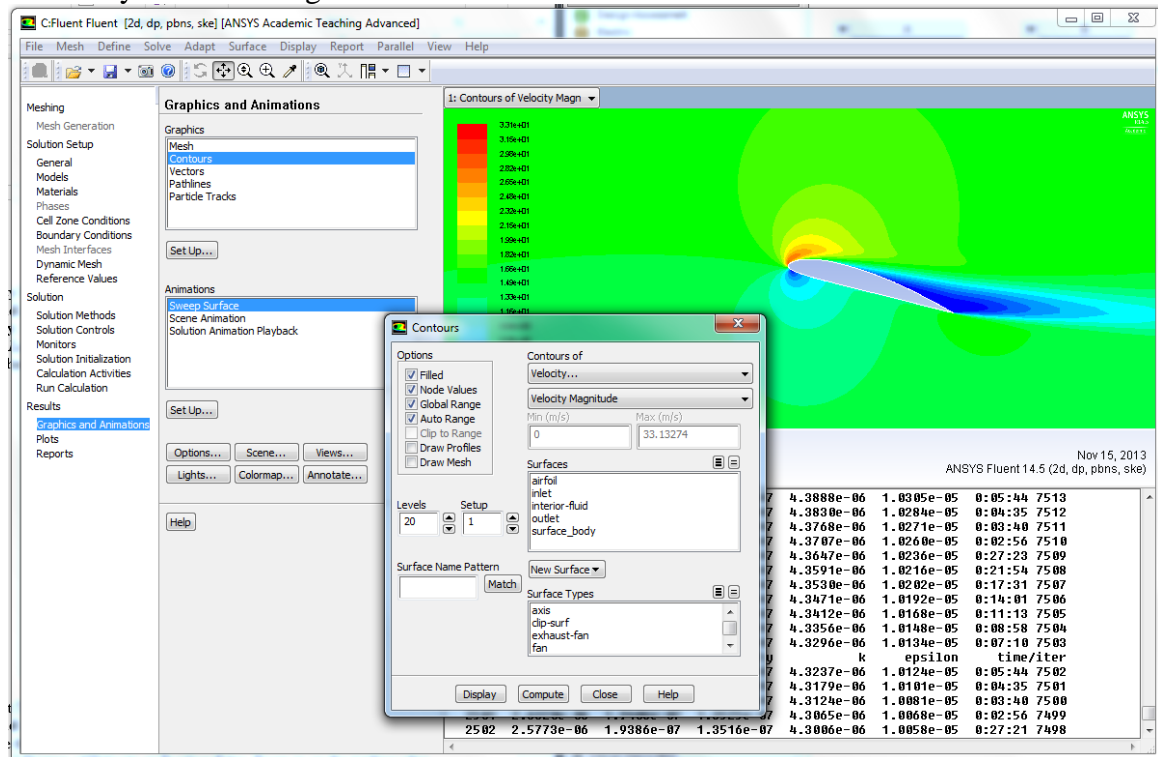 C:Fluent Fluent [2d, dp, pbns, ske] [ANSYS Academic Teaching Advanced]
File Mesh Define Solve Adapt Surface Display Report Parallel View Help
Meshing
Mesh Generation
Solution Setup
General
Models
Materials
Phases
Cell Zone Conditions
Boundary Conditions
Mesh Interfaces
Dynamic Mesh
Reference Values
Solution
Solution Methods
Solution Controls
Monitors
Solution Initialization
Calculation Activities
Run Calculation
Results
Graphics and Animations
Plots
Reports
Graphics and Animations
Graphics
Mesh
Contours
Vectors
Pathlines
Particle Tracks
Set Up...
Animations
Sweep Surface
Scene Animation
Solution Animation Playback
Set Up...
Options... Scene... Views...
Lights... Colormap... Annotate...
Help
1: Contours of Velocity Magn
ANSYS
3.31e+01
3.15e+01
2.98e+01
2.82e+01
2.65e+01
2.48e+01
2.32e+01
2.15e+01
1.99e+01
1.82e+01
1.66e+01
1.49e+01
1.33e+01
1.16e+01
Contours
Options
Filled
Node Values
Global Range
Auto Range
Clip to Range
Draw Profiles
Draw Mesh
Levels Setup
20 1
Surface Name Pattern
Match
Contours of
Velocity...
Velocity Magnitude
Min (m/s) Max (m/s)
0 33.13274
Surfaces
airfoil
inlet
interior-fluid
outlet
surface_body
New Surface
Surface Types
axis
clip-surf
exhaust-fan
fan
Display Compute Close Help
Nov 15, 2013
ANSYS Fluent 14.5 (2d, dp, pbns, ske)
7 4.3888e-06 1.0305e-05 0:05:44 7513
7 4.3830e-06 1.0284e-05 0:04:35 7512
7 4.3768e-06 1.0271e-05 0:03:40 7511
7 4.3707e-06 1.0260e-05 0:02:56 7510
7 4.3647e-06 1.0236e-05 0:27:23 7509
7 4.3591e-06 1.0216e-05 0:21:54 7508
7 4.3530e-06 1.0202e-05 0:17:31 7507
7 4.3471e-06 1.0192e-05 0:14:01 7506
7 4.3412e-06 1.0168e-05 0:11:13 7505
7 4.3356e-06 1.0148e-05 0:08:58 7504
7 4.3296e-06 1.0134e-05 0:07:10 7503
y k epsilon time/iter
7 4.3237e-06 1.0124e-05 0:05:44 7502
7 4.3179e-06 1.0101e-05 0:04:35 7501
7 4.3124e-06 1.0081e-05 0:03:40 7500
4.3065e-06 1.0068e-05 0:02:56 7499
2502 2.5773e-06 1.9386e-07 1.3516e-07 4.3006e-06 1.0058e-05 0:27:21 7498